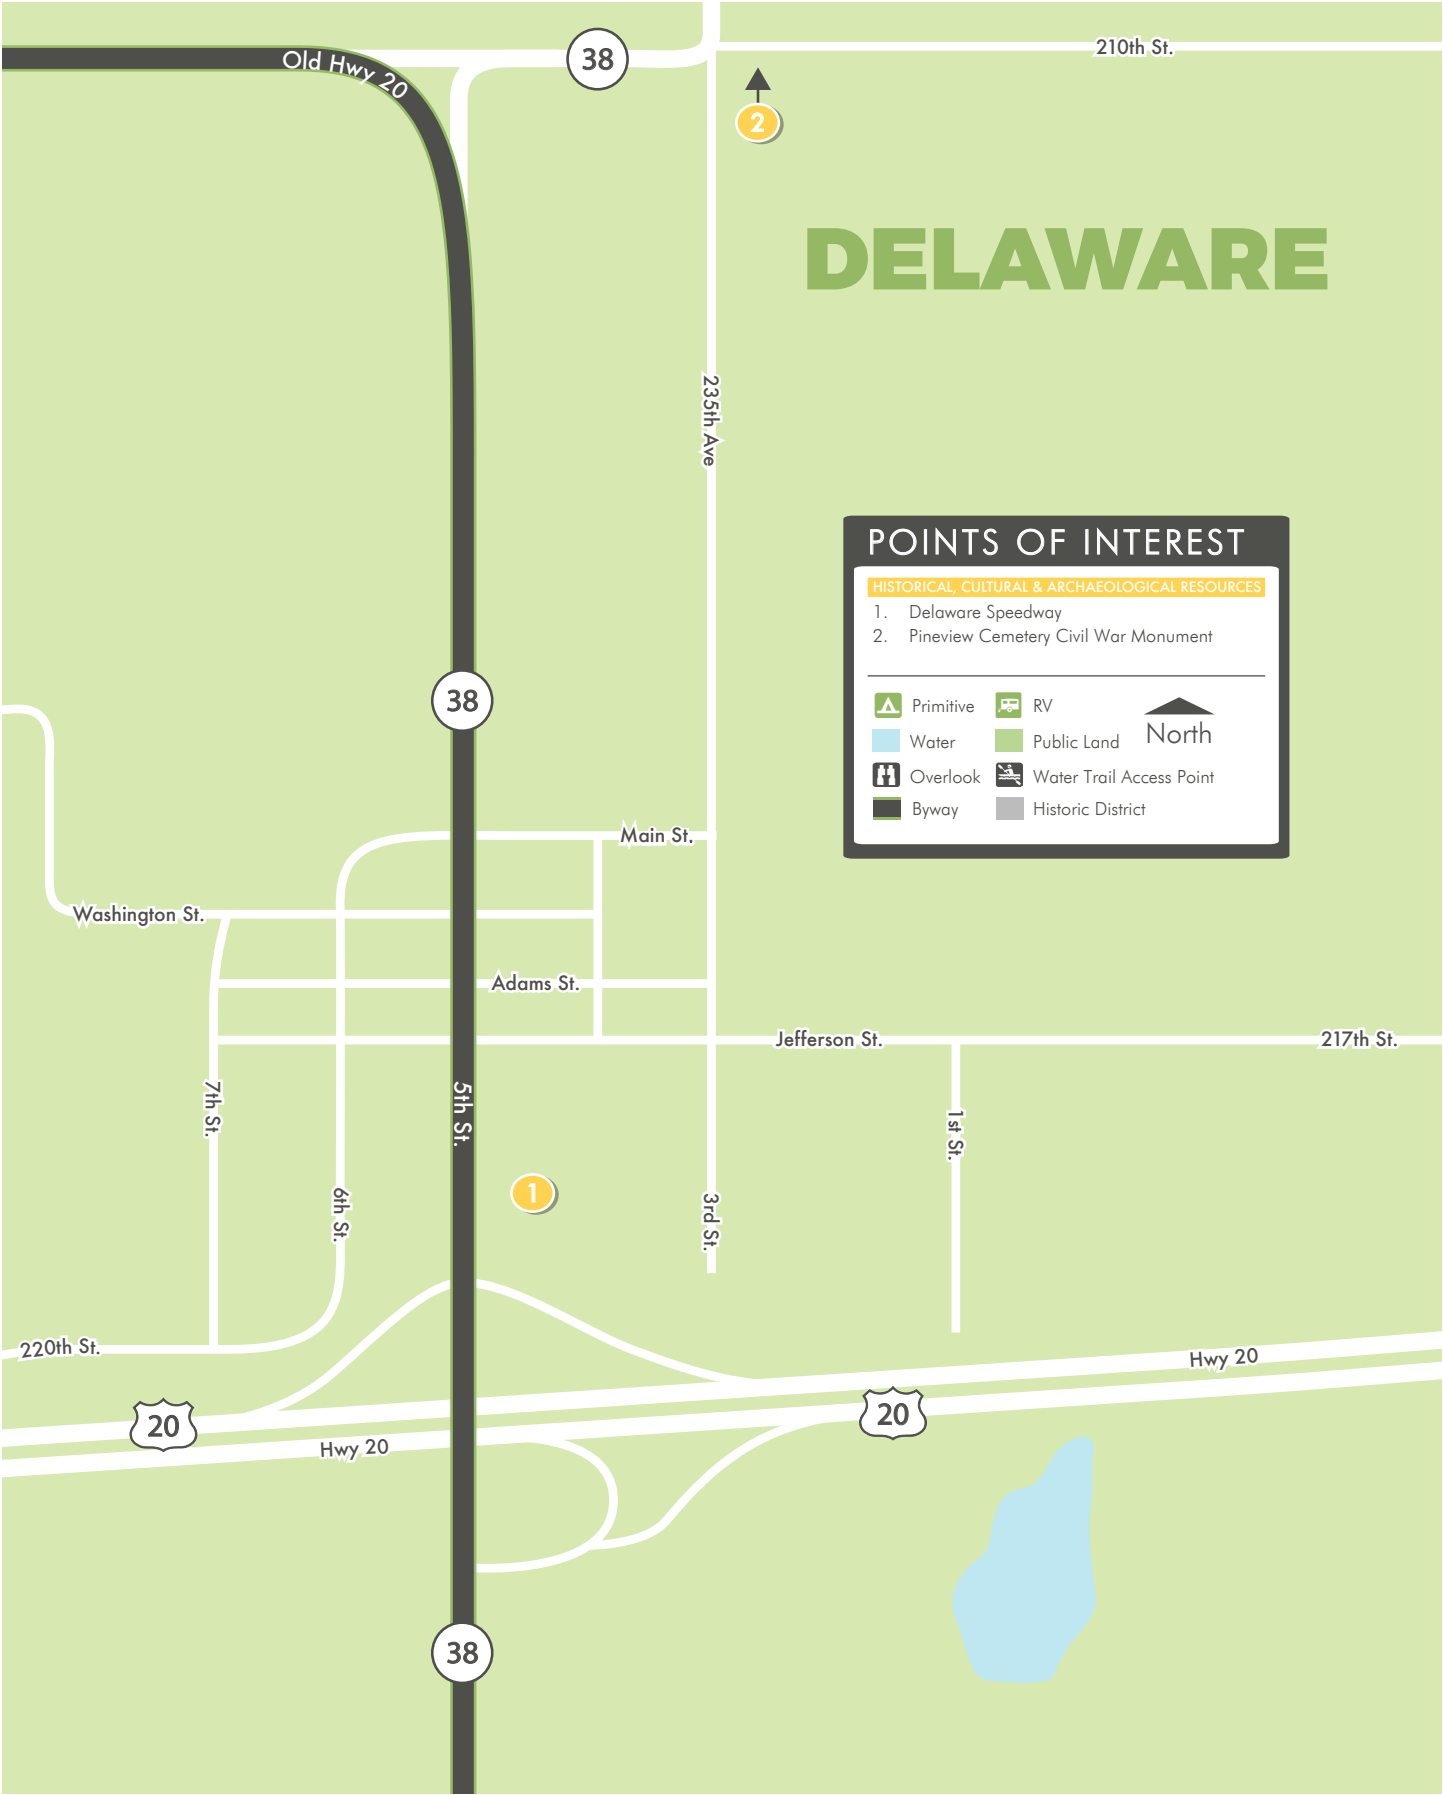 210th St.
Old Hwy 20
38
2
DELAWARE
235th Ave
POINTS OF INTEREST
HISTORICAL, CULTURAL & ARCHAEOLOGICAL RESOURCES
1. Delaware Speedway
2. Pineview Cemetery Civil War Monument
Primitive
RV
North
Water
Public Land
Overlook
Water Trail Access Point
Byway
Historic District
38
Main St.
Washington St.
Adams St.
Jefferson St.
217th St.
7th St.
5th St.
1st St.
1
6th St.
3rd St.
220th St.
Hwy 20
20
20
Hwy 20
38